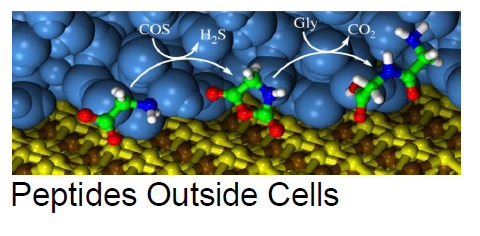 COS H₂S Gly CO₂
Peptides Outside Cells